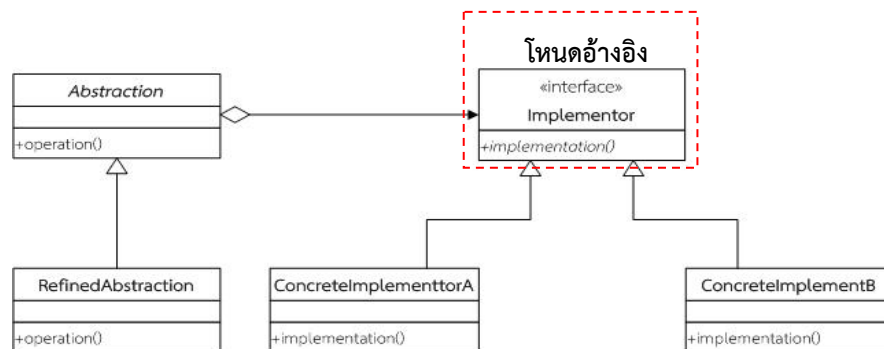 โหนดอ้างอิง
Abstraction
+operation()
«interface»
Implementor
+implementation()
RefinedAbstraction
+operation()
ConcreteImplementtorA
+implementation()
ConcreteImplementB
+implementation()